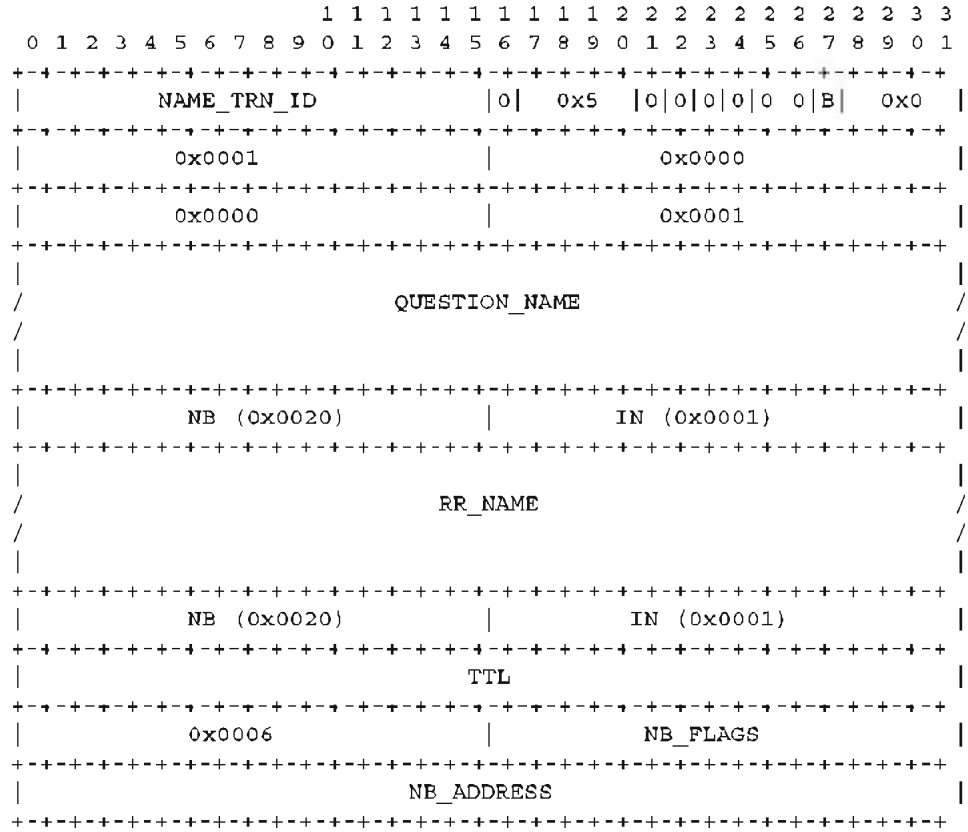 1 1 1 1 1 1 1 1 1 1 2 2 2 2 2 2 2 2 2 2 3 3
 0 1 2 3 4 5 6 7 8 9 0 1 2 3 4 5 6 7 8 9 0 1 2 3 4 5 6 7 8 9 0 1
+-+-+-+-+-+-+-+-+-+-+-+-+-+-+-+-+-+-+-+-+-+-+-+-+-+-+-+-+-+-+-+-+
| NAME_TRN_ID |0| 0x5 |0|0|0|0|0 0|B| 0x0 |
+-+-+-+-+-+-+-+-+-+-+-+-+-+-+-+-+-+-+-+-+-+-+-+-+-+-+-+-+-+-+-+-+
| 0x0001 | 0x0000 |
+-+-+-+-+-+-+-+-+-+-+-+-+-+-+-+-+-+-+-+-+-+-+-+-+-+-+-+-+-+-+-+-+
| 0x0000 | 0x0001 |
+-+-+-+-+-+-+-+-+-+-+-+-+-+-+-+-+-+-+-+-+-+-+-+-+-+-+-+-+-+-+-+-+
| |
/ QUESTION_NAME /
/ /
| |
+-+-+-+-+-+-+-+-+-+-+-+-+-+-+-+-+-+-+-+-+-+-+-+-+-+-+-+-+-+-+-+-+
| NB (0x0020) | IN (0x0001) |
+-+-+-+-+-+-+-+-+-+-+-+-+-+-+-+-+-+-+-+-+-+-+-+-+-+-+-+-+-+-+-+-+
| |
/ RR_NAME /
/ /
| |
+-+-+-+-+-+-+-+-+-+-+-+-+-+-+-+-+-+-+-+-+-+-+-+-+-+-+-+-+-+-+-+-+
| NB (0x0020) | IN (0x0001) |
+-+-+-+-+-+-+-+-+-+-+-+-+-+-+-+-+-+-+-+-+-+-+-+-+-+-+-+-+-+-+-+-+
| TTL |
+-+-+-+-+-+-+-+-+-+-+-+-+-+-+-+-+-+-+-+-+-+-+-+-+-+-+-+-+-+-+-+-+
| 0x0006 | NB_FLAGS |
+-+-+-+-+-+-+-+-+-+-+-+-+-+-+-+-+-+-+-+-+-+-+-+-+-+-+-+-+-+-+-+-+
| NB_ADDRESS |
+-+-+-+-+-+-+-+-+-+-+-+-+-+-+-+-+-+-+-+-+-+-+-+-+-+-+-+-+-+-+-+-+